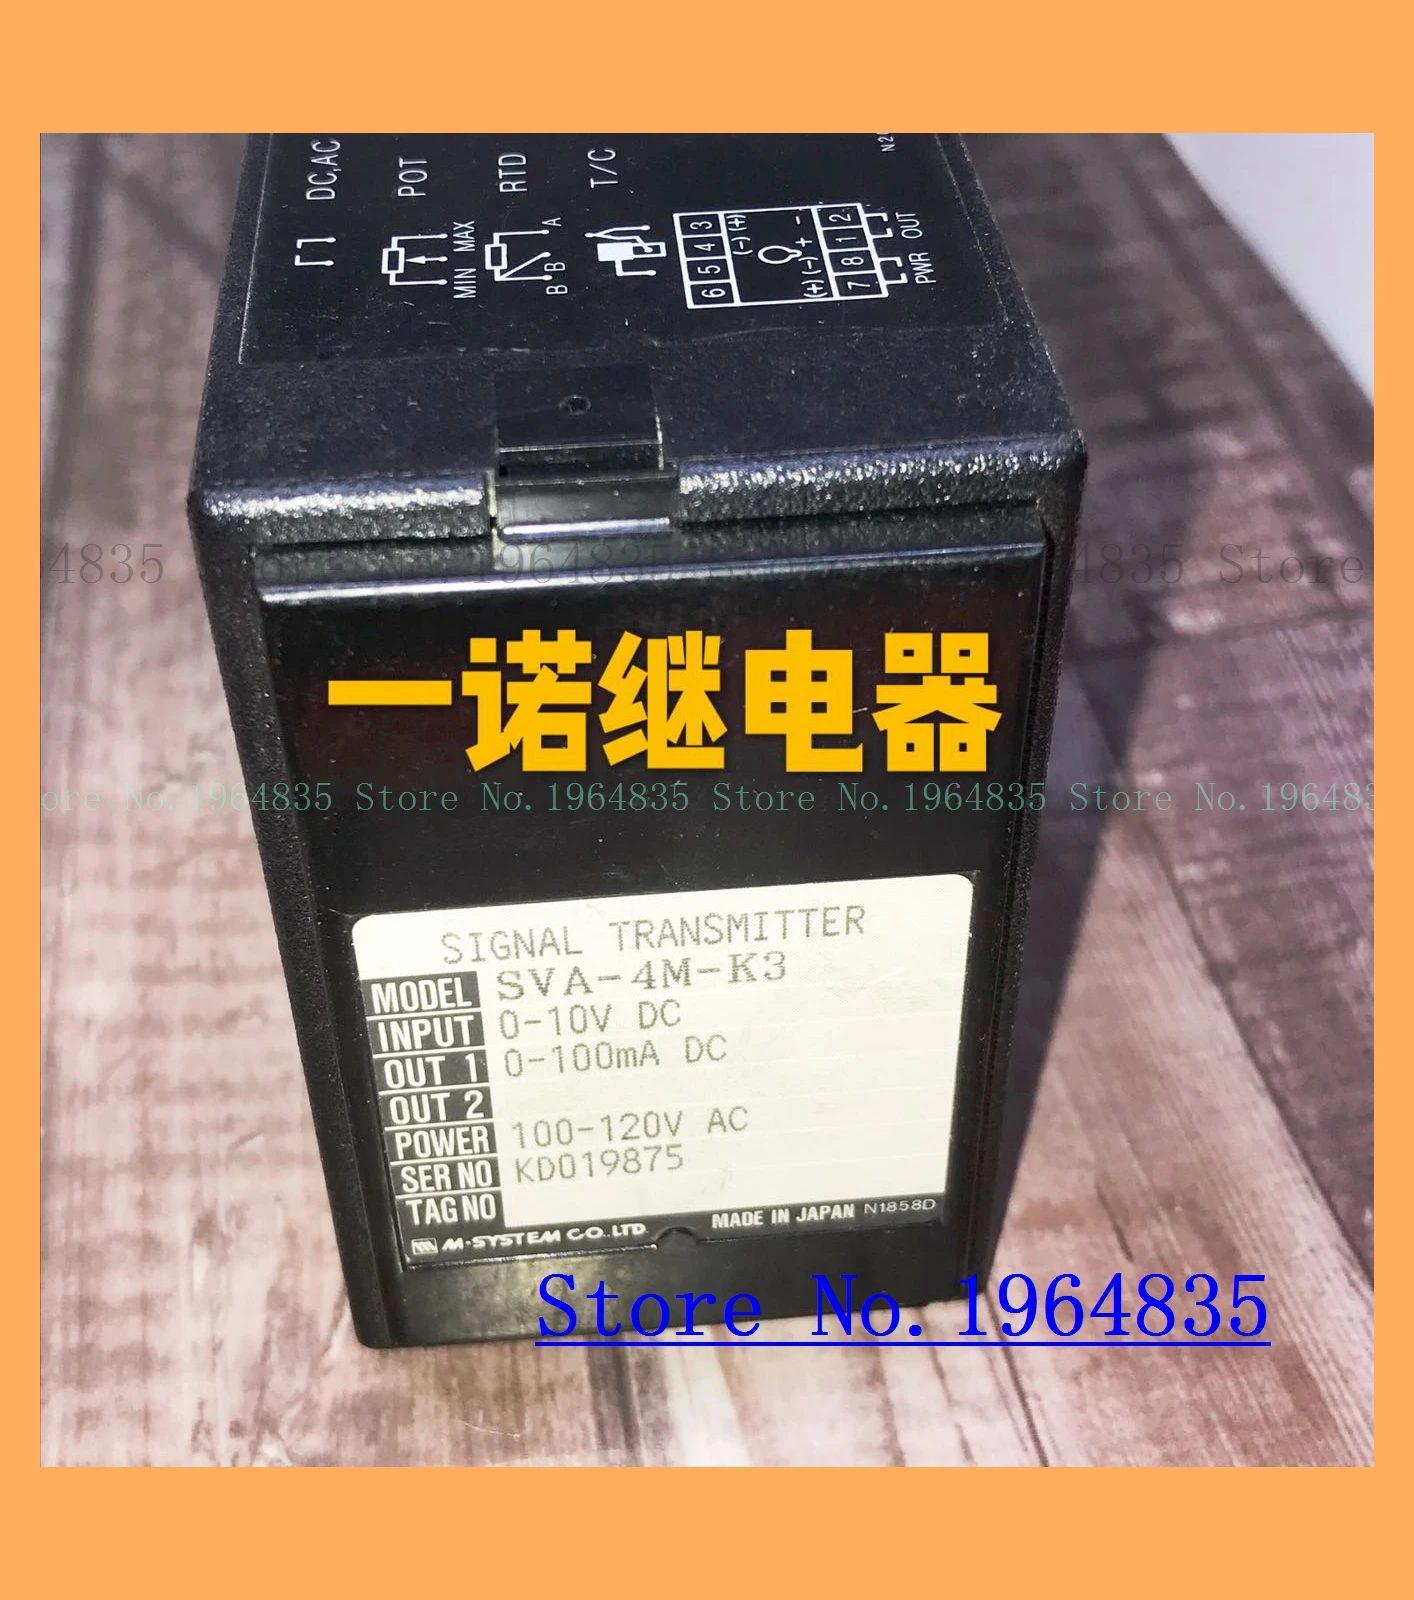 DC,AC
POT
RTD
T/C
MIN MAX
B B A
6 5 4 3
(-) (+)
(+) (-) + -
7 8 1 2
PWR OUT
一诺继电器
Store No.1964835 Store No.1964835 Store No.1964835 Store No.1964835
SIGNAL TRANSMITTER
MODEL SVA-4M-K3
INPUT 0-10V DC
OUT 1 0-100mA DC
OUT 2
POWER 100-120V AC
SER NO KD019875
TAG NO
M-SYSTEM CO.,LTD. MADE IN JAPAN N1858D
Store No.1964835